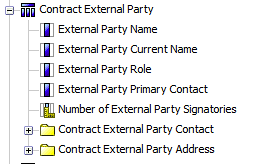 Contract External Party
External Party Name
External Party Current Name
External Party Role
External Party Primary Contact
Number of External Party Signatories
Contract External Party Contact
Contract External Party Address